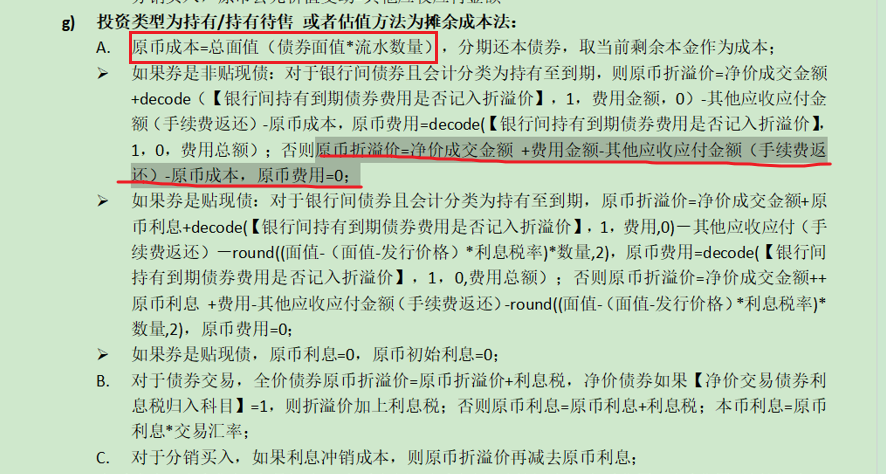 g) 投资类型为持有/持有待售 或者估值方法为摊余成本法：
A. 原币成本=总面值（债券面值*流水数量），分期还本债券，取当前剩余本金作为成本；
➢ 如果券是非贴现债：对于银行间债券且会计分类为持有至到期，则原币折溢价=净价成交金额
+decode（【银行间持有到期债券费用是否记入折溢价】，1，费用金额，0）-其他应收应付金
额（手续费返还）-原币成本，原币费用=decode(【银行间持有到期债券费用是否记入折溢价】，
1，0，费用总额）；否则原币折溢价=净价成交金额 +费用金额-其他应收应付金额（手续费返
还）-原币成本，原币费用=0；
➢ 如果券是贴现债：对于银行间债券且会计分类为持有至到期，原币折溢价=净价成交金额+原
币利息+decode(【银行间持有到期债券费用是否记入折溢价】，1，费用,0)－其他应收应付（手
续费返还）－round((面值-（面值-发行价格）*利息税率)*数量,2)，原币费用=decode(【银行间
持有到期债券费用是否记入折溢价】，1，0,费用总额）；否则原币折溢价=净价成交金额++
原币利息 +费用-其他应收应付金额（手续费返还）-round((面值-(面值-发行价格）*利息税率)*
数量,2)，原币费用=0；
➢ 如果券是贴现债，原币利息=0，原币初始利息=0；
B. 对于债券交易，全价债券原币折溢价=原币折溢价+利息税，净价债券如果【净价交易债券利
息税归入科目】=1，则折溢价加上利息税；否则原币利息=原币利息+利息税；本币利息=原币
利息*交易汇率；
C. 对于分销买入，如果利息冲销成本，则原币折溢价再减去原币利息；